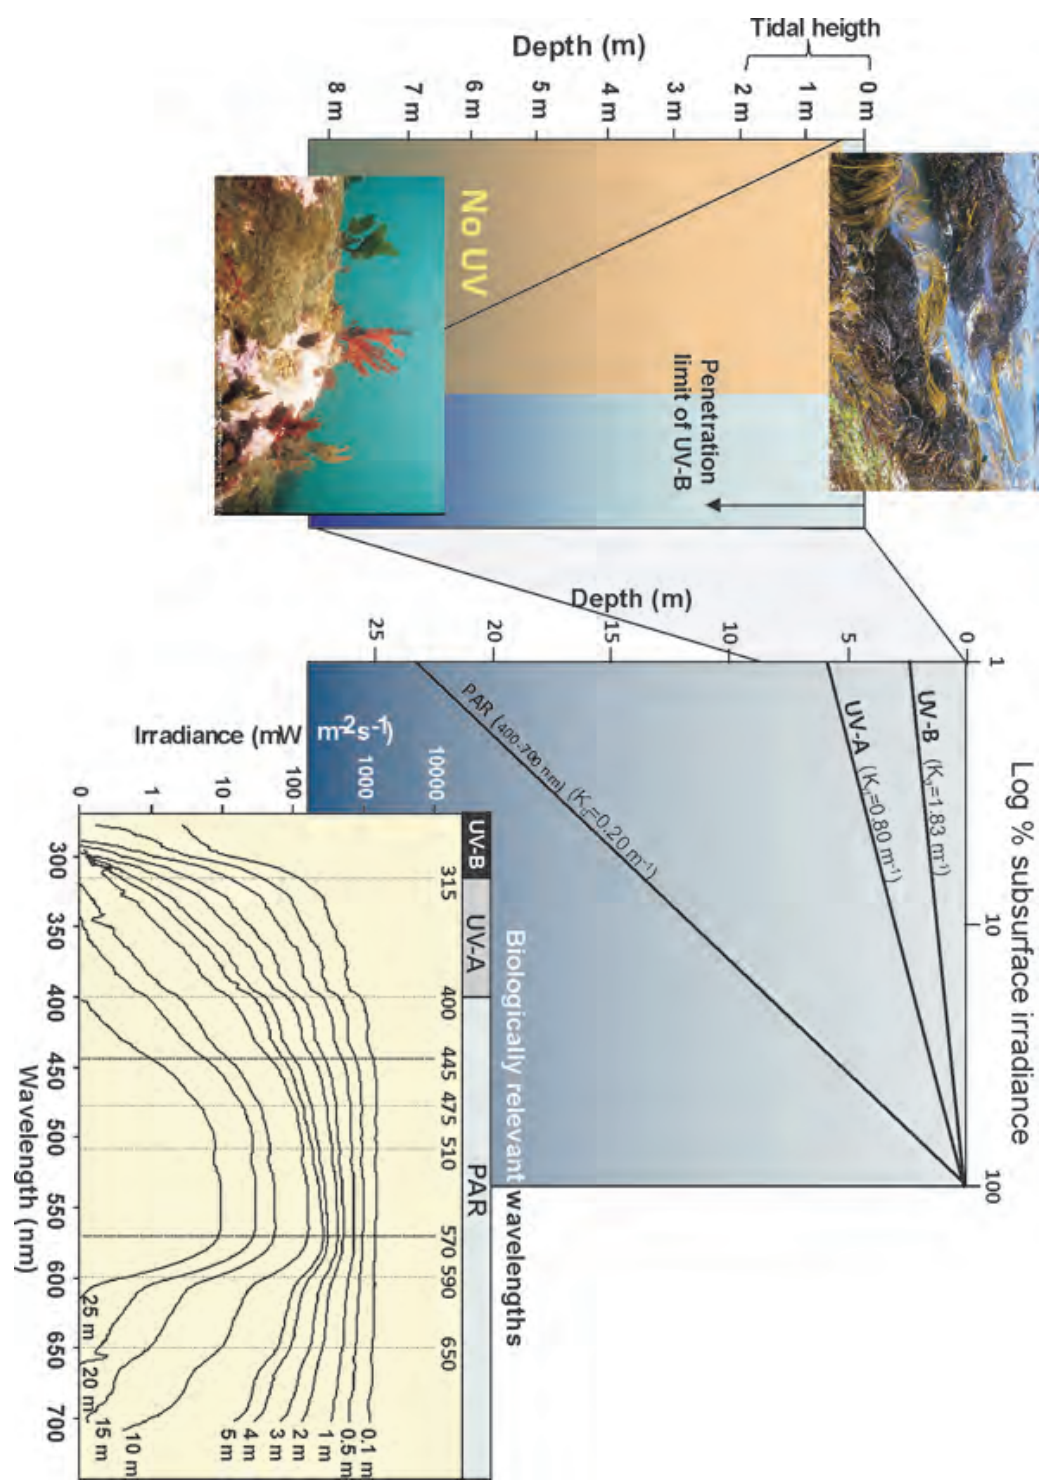 Tidal heigth
Depth (m)
0 m
1 m
2 m
3 m
4 m
5 m
6 m
7 m
8 m
No UV
Penetration
limit of UV-B
Log % subsurface irradiance
1
10
100
Depth (m)
0
5
10
15
20
25
UV-B (Kd=1.83 m-1)
UV-A (Kd=0.80 m-1)
PAR (400-700 nm) (Kd=0.20 m-1)
Biologically relevant wavelengths
UV-B
UV-A
PAR
315
400
445
475
510
570
590
650
Irradiance (mW m-2s-1)
10000
1000
100
10
1
0
0.1 m
0.5 m
1 m
2 m
3 m
4 m
5 m
10 m
15 m
20 m
25 m
300
350
400
450
500
550
600
650
700
Wavelength (nm)